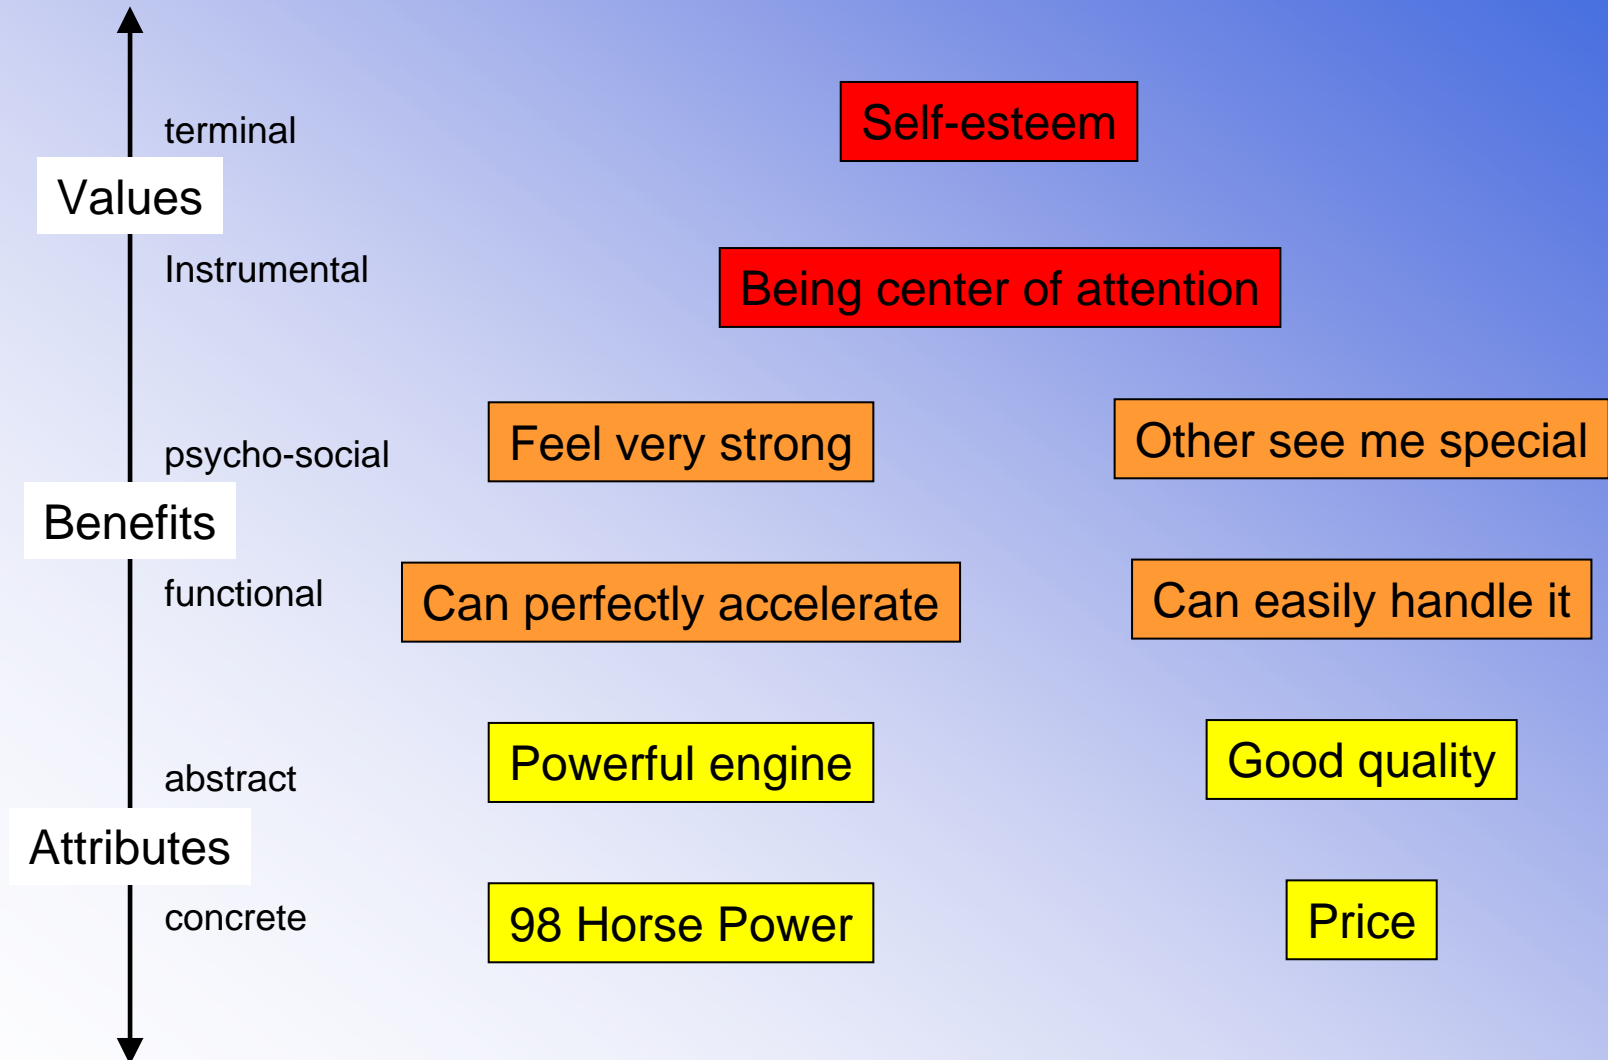 terminal
Self-esteem
Values
Instrumental
Being center of attention
psycho-social
Feel very strong
Other see me special
Benefits
functional
Can perfectly accelerate
Can easily handle it
abstract
Powerful engine
Good quality
Attributes
concrete
98 Horse Power
Price